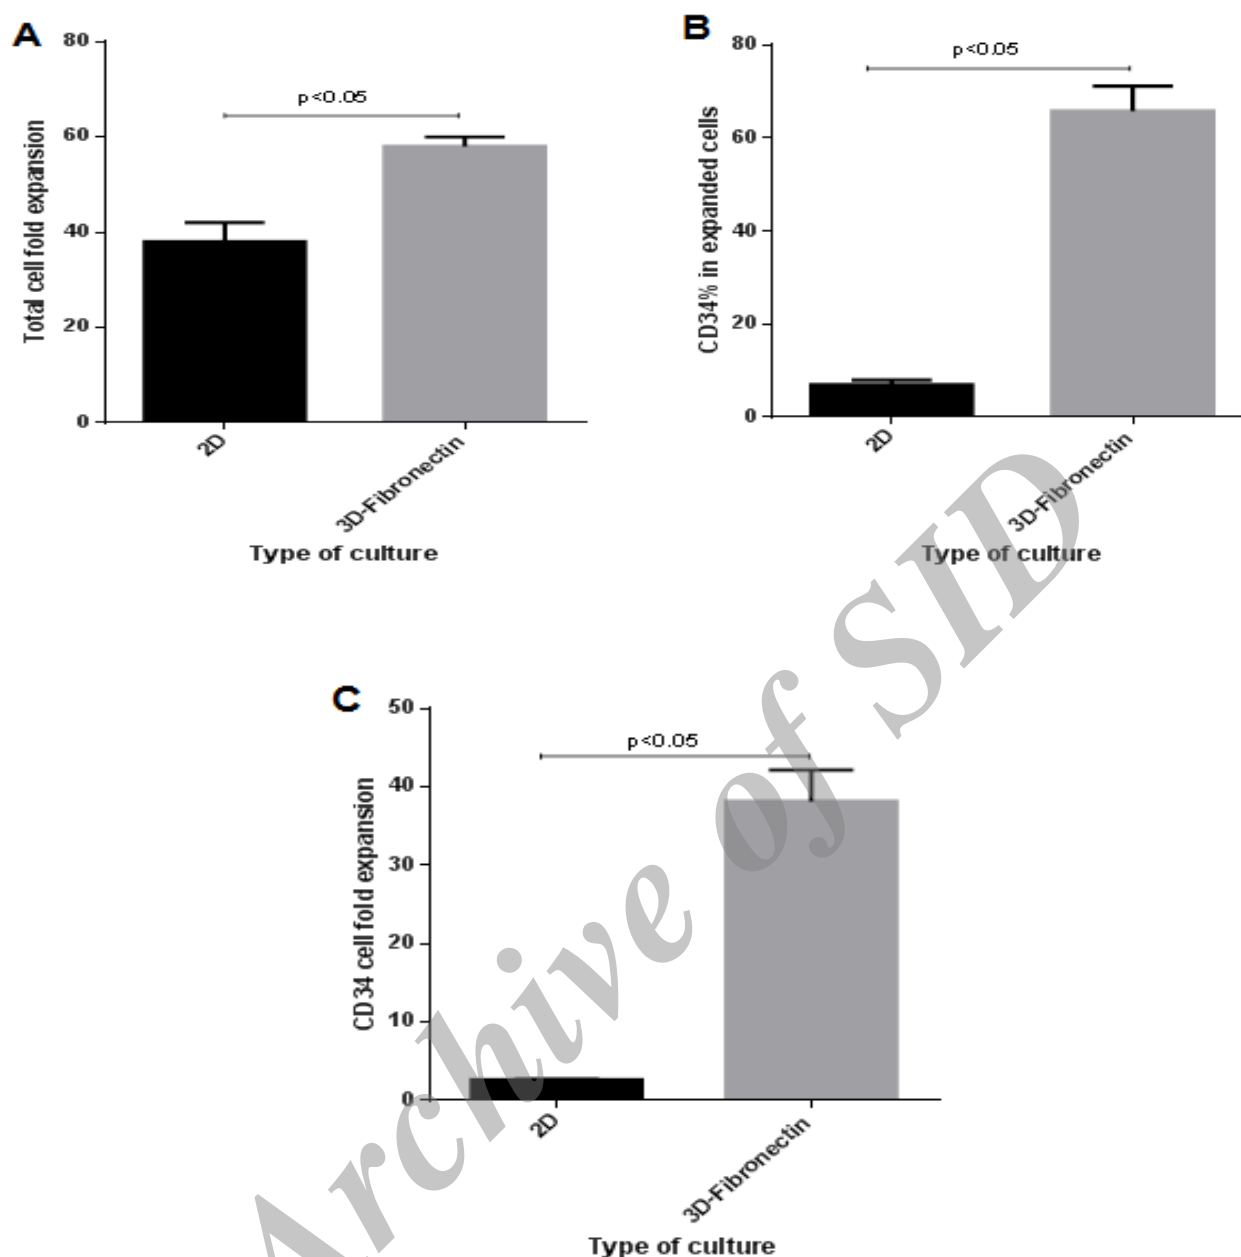 A
80
60
40
20
0
Total cell fold expansion
p<0.05
2D
3D-Fibronectin
Type of culture
B
80
60
40
20
0
CD34% in expanded cells
p<0.05
2D
3D-Fibronectin
Type of culture
C
50
40
30
20
10
0
CD34 cell fold expansion
p<0.05
2D
3D-Fibronectin
Type of culture
Archive of SID